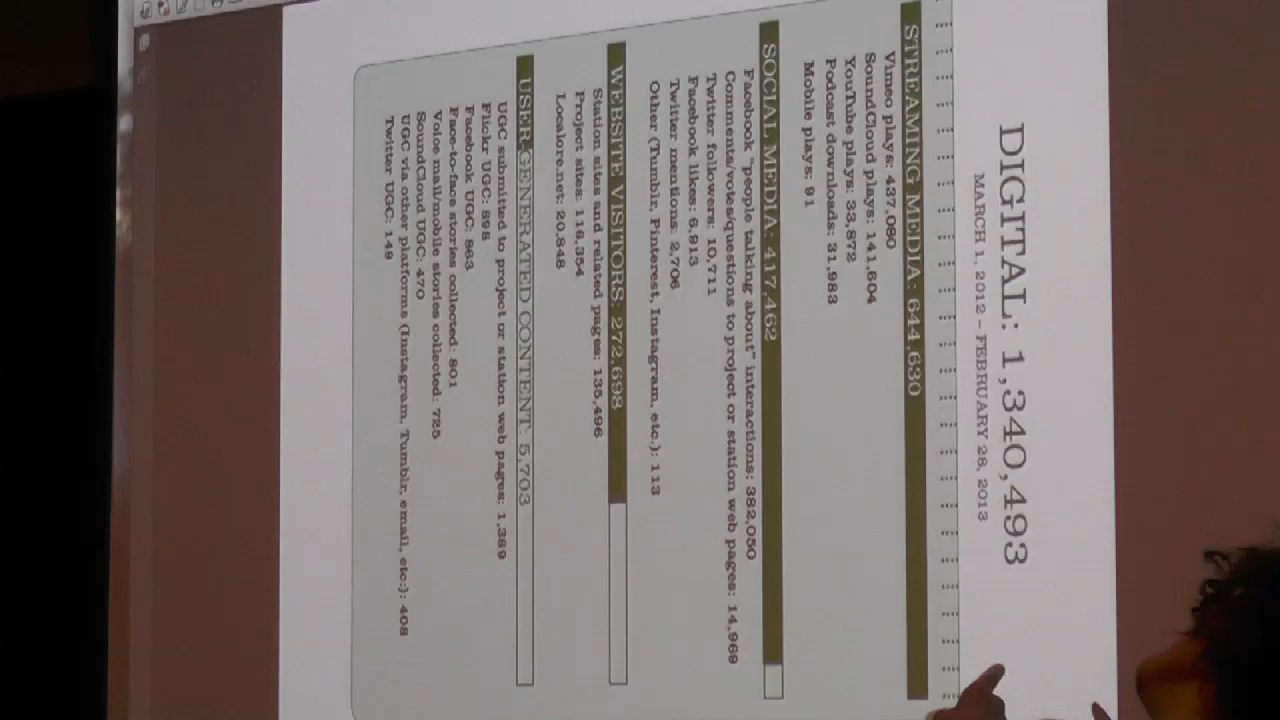 DIGITAL: 1,340,493
MARCH 1, 2012 – FEBRUARY 28, 2013
STREAMING MEDIA: 644,630
Vimeo plays: 437,080
SoundCloud plays: 141,604
YouTube plays: 33,872
Podcast downloads: 31,983
Mobile plays: 91
SOCIAL MEDIA: 417,462
Facebook "people talking about" interactions: 382,050
Comments/votes/questions to project or station web pages: 14,969
Twitter followers: 10,711
Facebook likes: 6,913
Twitter mentions: 2,706
Other (Tumblr, Pinterest, Instagram, etc.): 113
WEBSITE VISITORS: 272,698
Station sites and related pages: 135,496
Project sites: 116,354
Localore.net: 20,848
USER-GENERATED CONTENT: 5,703
UGC submitted to project or station web pages: 1,389
Flickr UGC: 898
Facebook UGC: 863
Face-to-face stories collected: 801
Voice mail/mobile stories collected: 725
SoundCloud UGC: 470
UGC via other platforms (Instagram, Tumblr, email, etc.): 408
Twitter UGC: 149